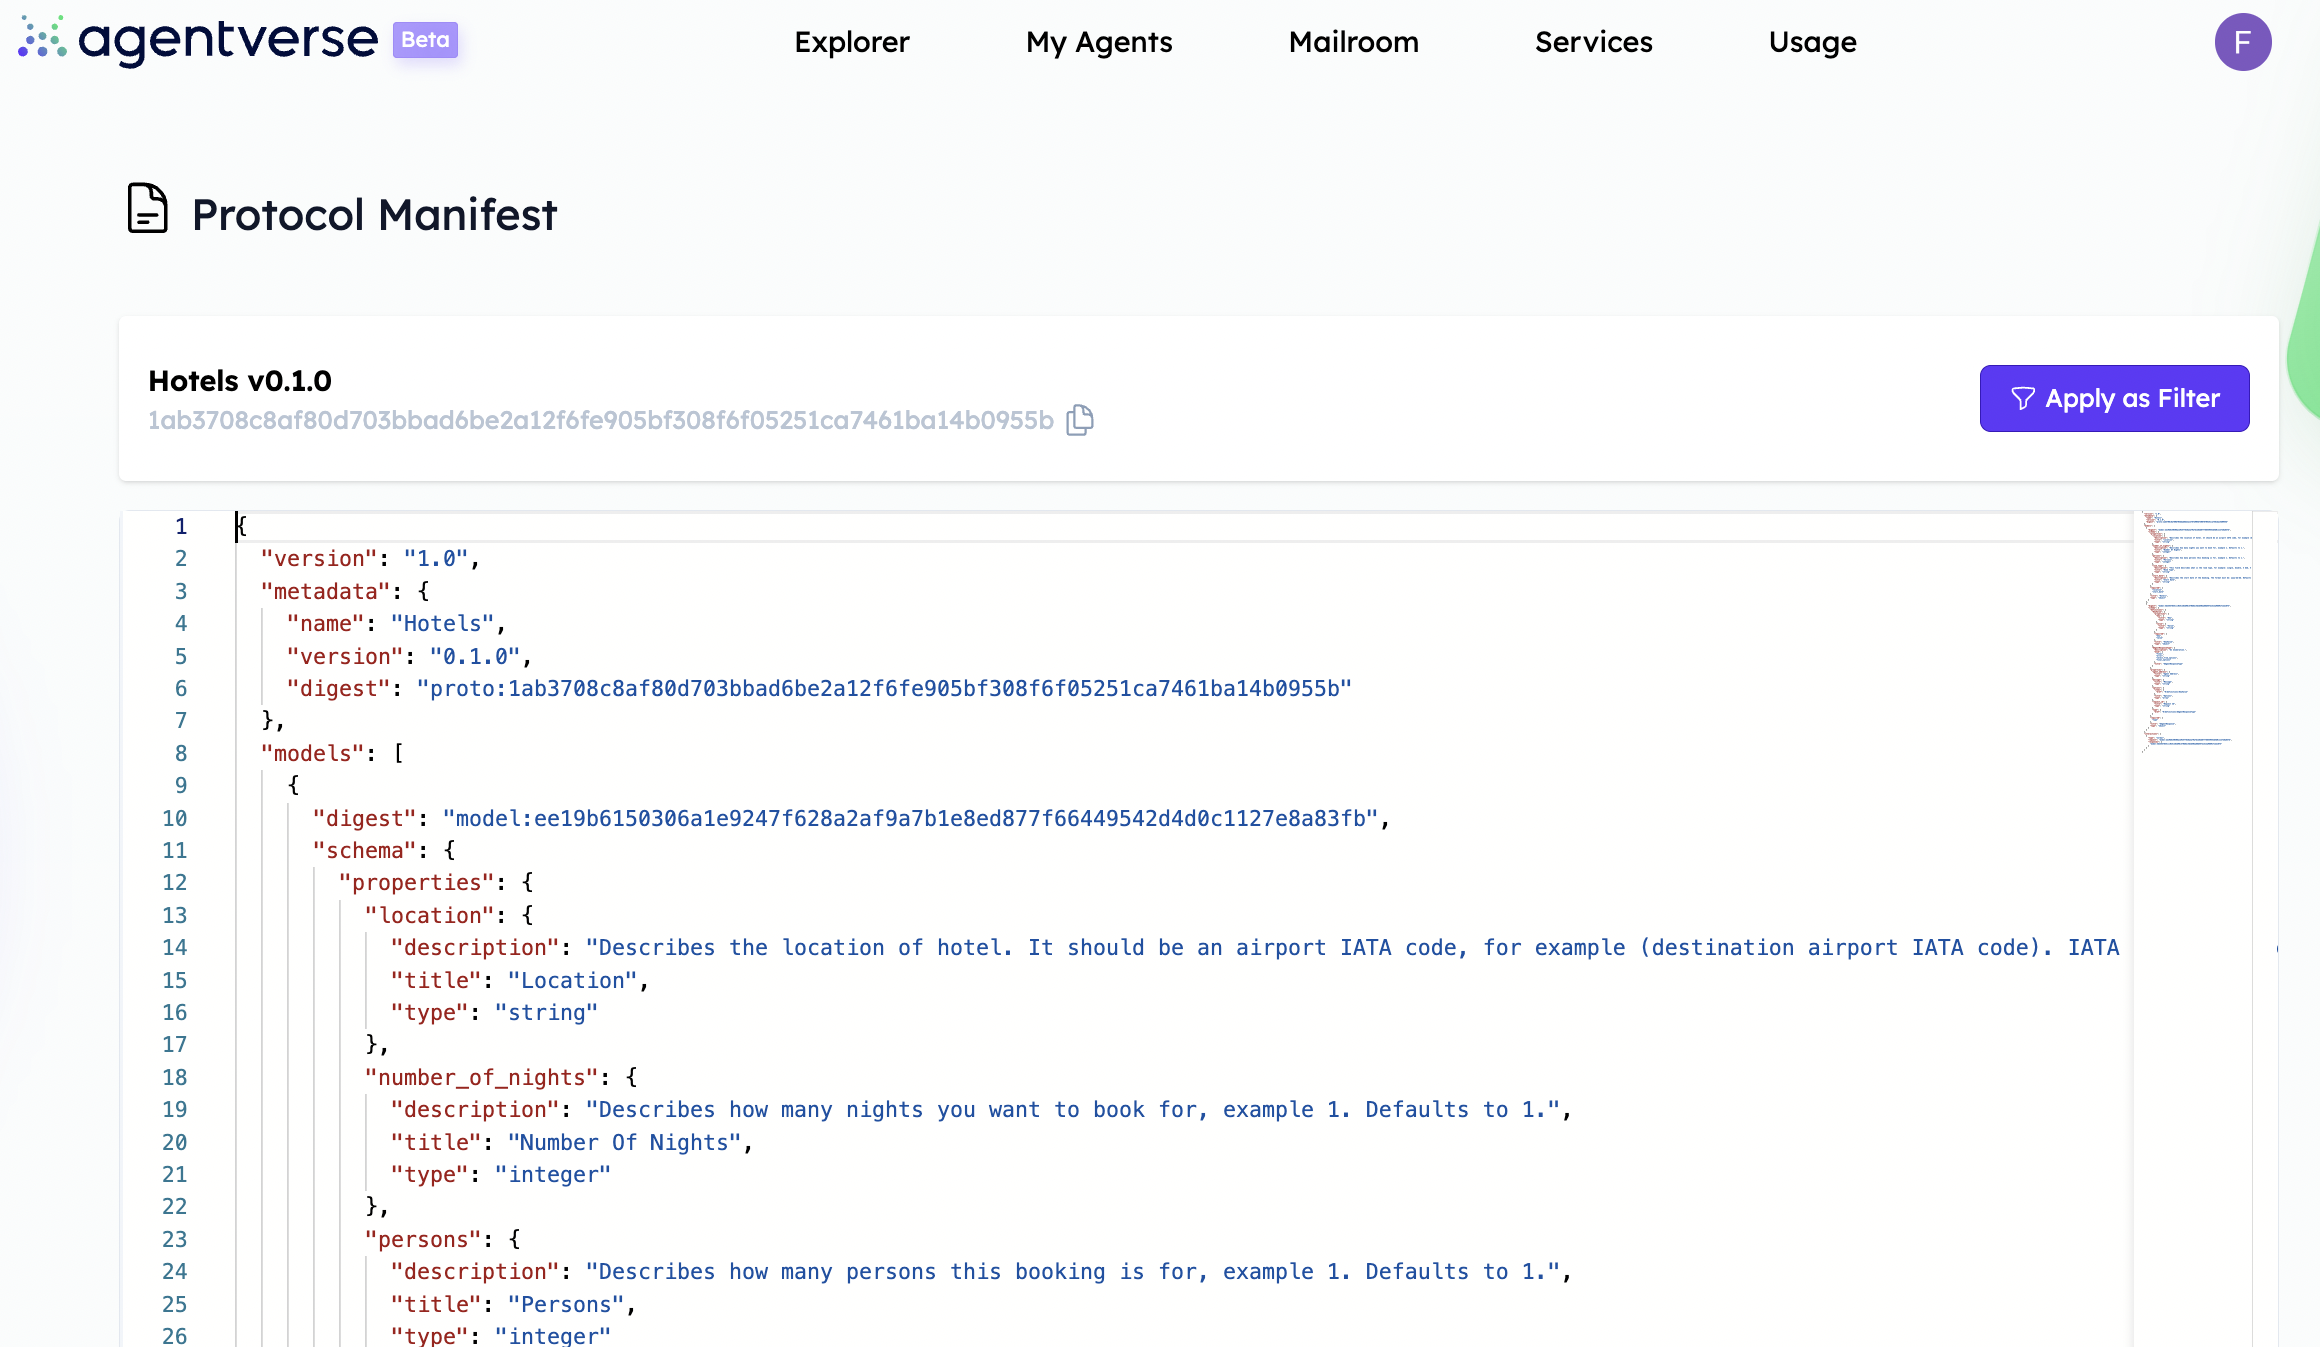 agentverse Beta
Explorer My Agents Mailroom Services Usage F
Protocol Manifest
Hotels v0.1.0
1ab3708c8af80d703bbad6be2a12f6fe905bf308f6f05251ca7461ba14b0955b
Apply as Filter
1 {
2 "version": "1.0",
3 "metadata": {
4 "name": "Hotels",
5 "version": "0.1.0",
6 "digest": "proto:1ab3708c8af80d703bbad6be2a12f6fe905bf308f6f05251ca7461ba14b0955b"
7 },
8 "models": [
9 {
10 "digest": "model:ee19b6150306a1e9247f628a2af9a7b1e8ed877f66449542d4d0c1127e8a83fb",
11 "schema": {
12 "properties": {
13 "location": {
14 "description": "Describes the location of hotel. It should be an airport IATA code, for example (destination airport IATA code). IATA
15 "title": "Location",
16 "type": "string"
17 },
18 "number_of_nights": {
19 "description": "Describes how many nights you want to book for, example 1. Defaults to 1.",
20 "title": "Number Of Nights",
21 "type": "integer"
22 },
23 "persons": {
24 "description": "Describes how many persons this booking is for, example 1. Defaults to 1.",
25 "title": "Persons",
26 "type": "integer"